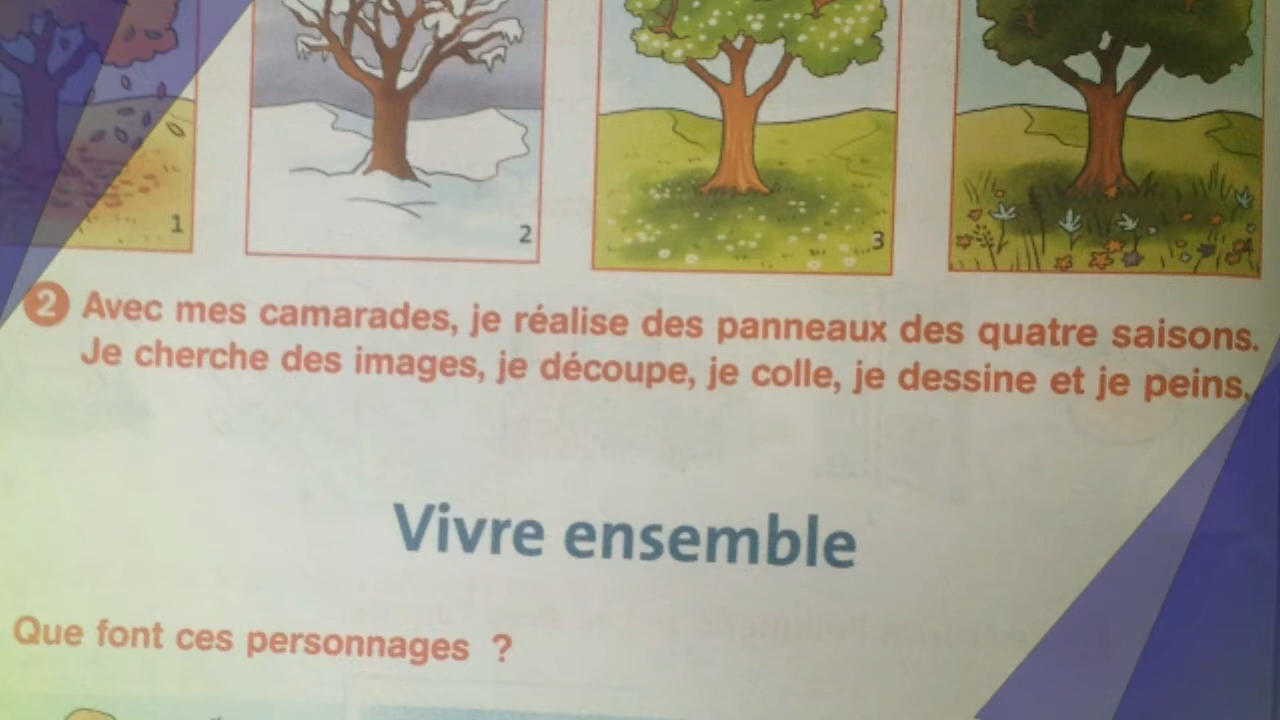 1
2
3
2 Avec mes camarades, je réalise des panneaux des quatre saisons.
Je cherche des images, je découpe, je colle, je dessine et je peins.
Vivre ensemble
Que font ces personnages ?